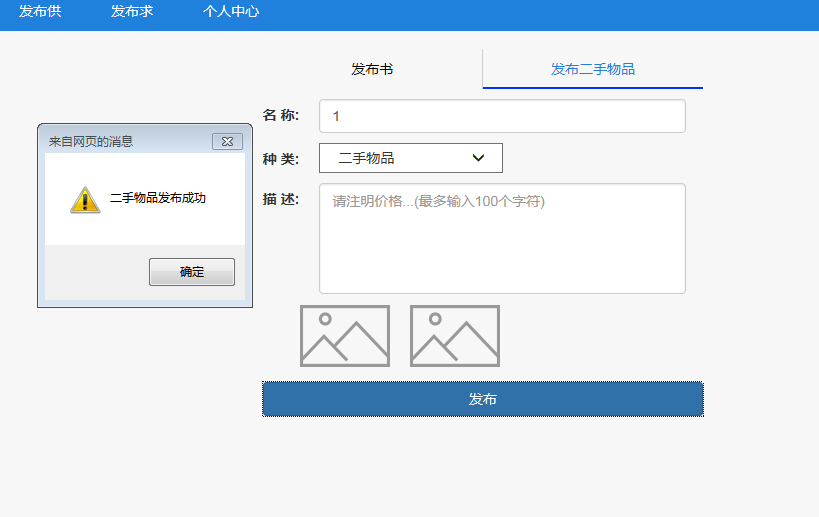 发布供 发布求 个人中心
发布书 发布二手物品
名 称: 1
来自网页的消息
种 类: 二手物品
二手物品发布成功
描 述: 请注明价格...(最多输入100个字符)
确定
发布